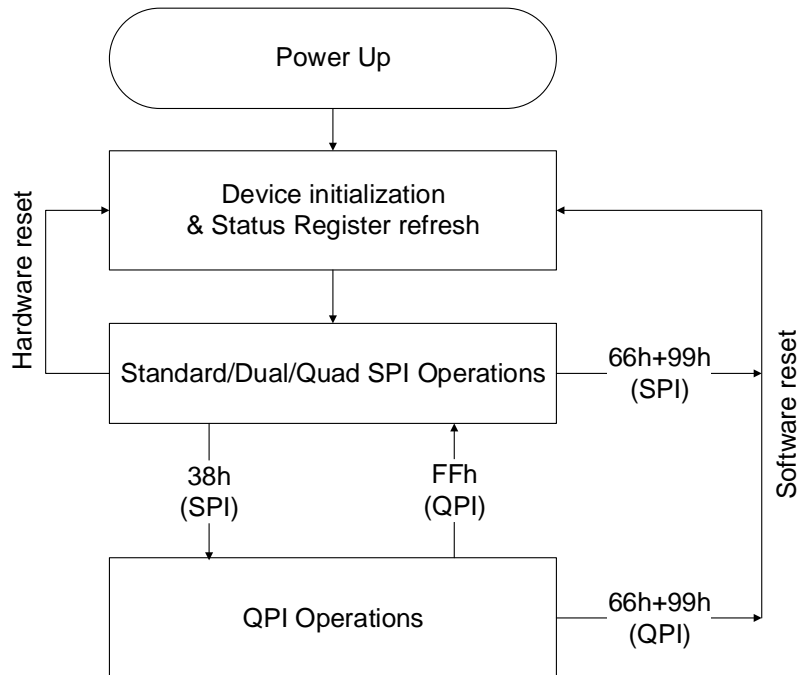 Power Up
Device initialization
& Status Register refresh
Hardware reset
Standard/Dual/Quad SPI Operations
66h+99h
(SPI)
Software reset
38h
(SPI)
FFh
(QPI)
QPI Operations
66h+99h
(QPI)